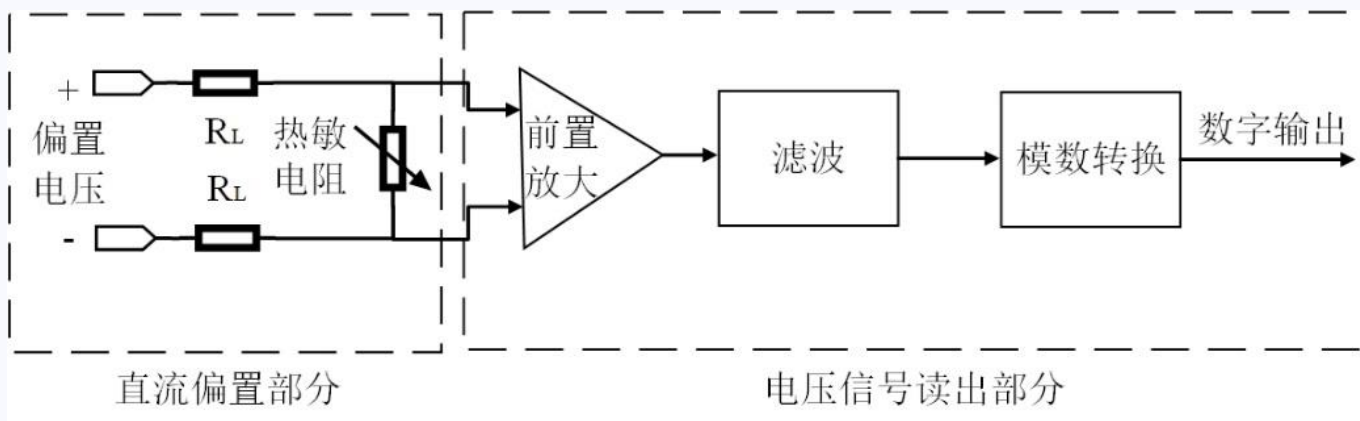 +
偏置
电压
-
RL
热敏
电阻
RL
前置
放大
滤波
模数转换
数字输出
直流偏置部分
电压信号读出部分